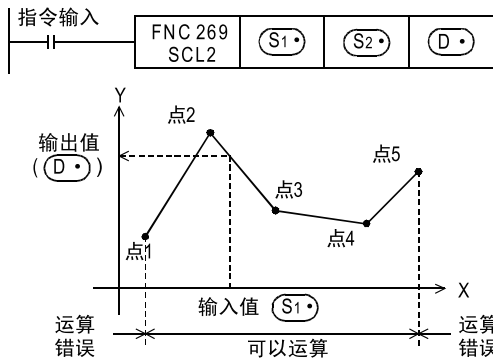 指令输入
FNC 269
SCL2
S1•
S2•
D•
Y
点2
输出值
(D•)
点5
点3
点1
点4
X
输入值 S1•
运算
错误
可以运算
运算
错误